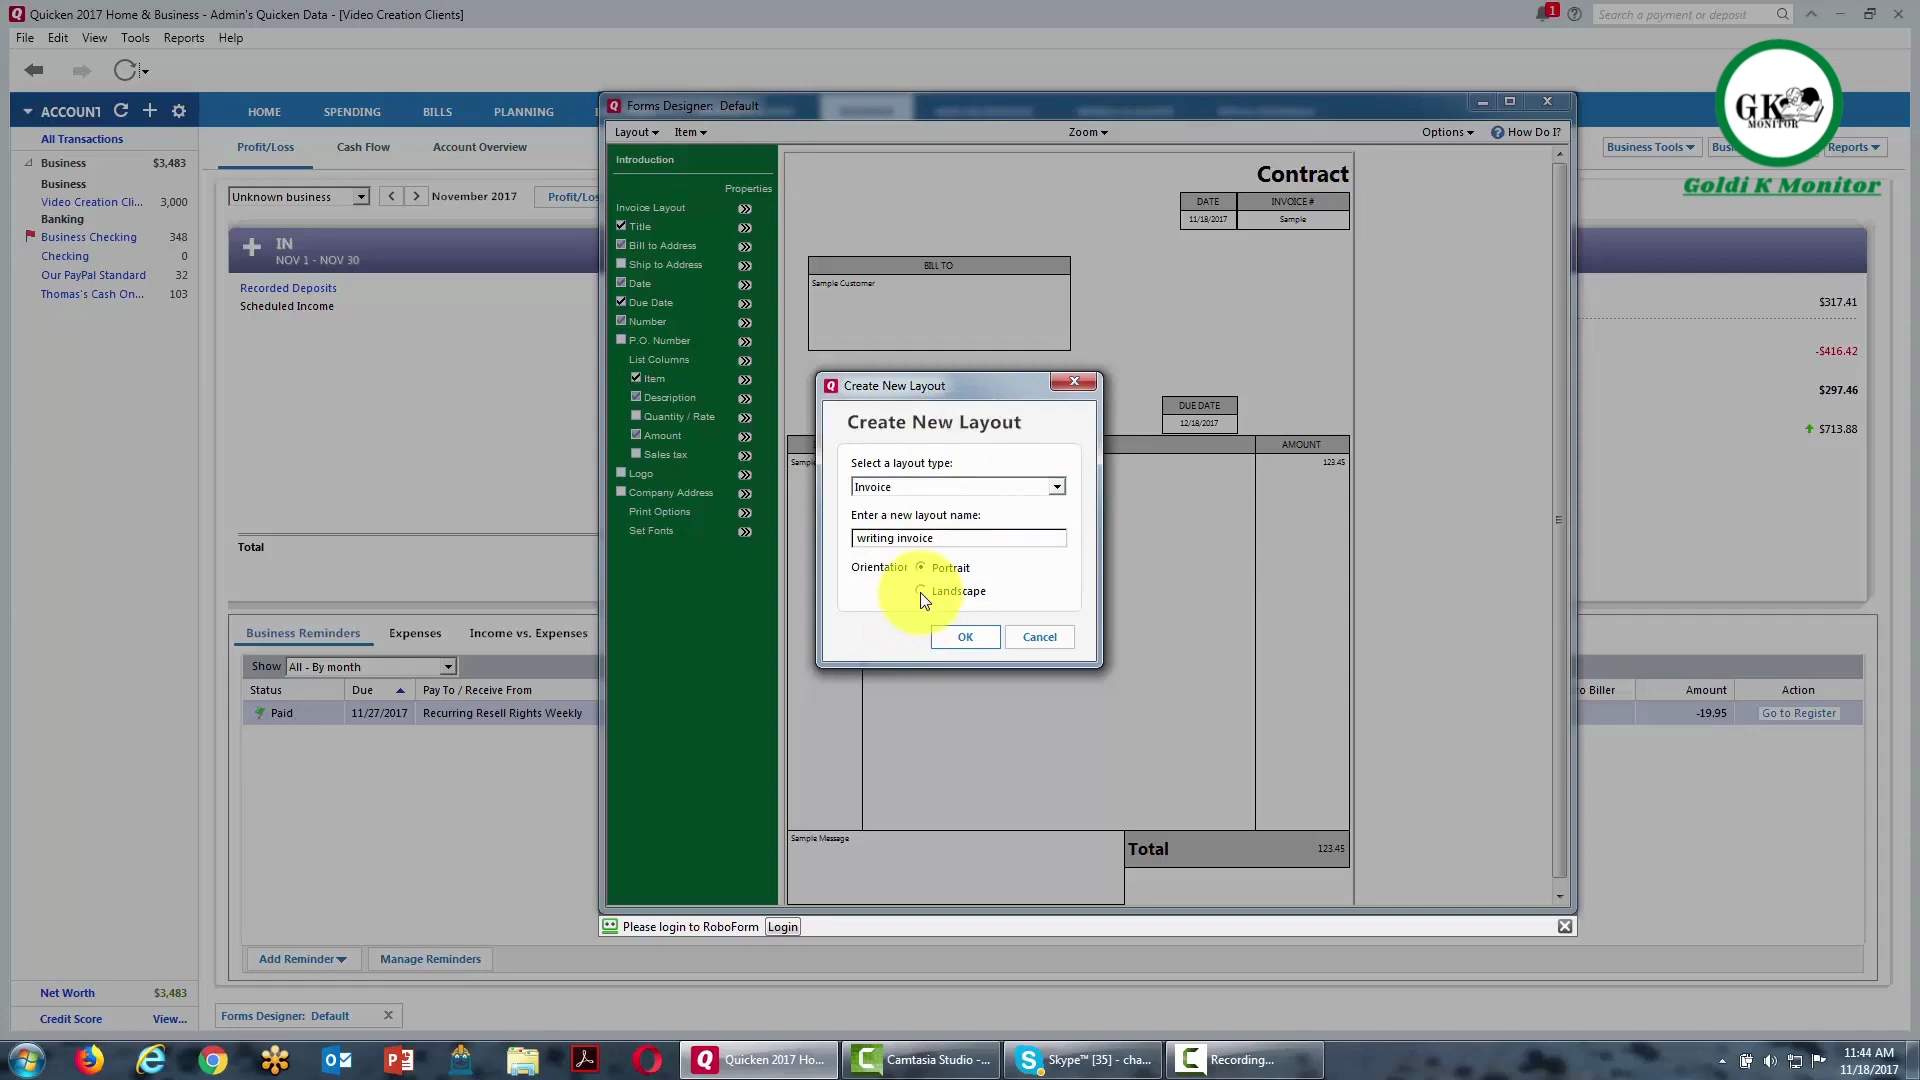 Quicken 2017 Home & Business - Admin's Quicken Data - [Video Creation Clients]
1
Search a payment or deposit
File Edit View Tools Reports Help
GK
MONITOR
Goldi K Monitor
ACCOUNT
HOME SPENDING BILLS PLANNING
All Transactions
Business $3,483
Business
Video Creation Cli... 3,000
Banking
Business Checking 348
Checking 0
Our PayPal Standard 32
Thomas's Cash On... 103
Net Worth $3,483
Credit Score View...
Profit/Loss Cash Flow Account Overview
Business Tools Reports
Unknown business November 2017 Profit/Los
IN
NOV 1 - NOV 30
Recorded Deposits
Scheduled Income
Total
$317.41
-$416.42
$297.46
$713.88
Business Reminders Expenses Income vs. Expenses
Show All - By month
Status Due Pay To / Receive From to Biller Amount Action
Paid 11/27/2017 Recurring Resell Rights Weekly -19.95 Go to Register
Add Reminder Manage Reminders
Forms Designer: Default
Forms Designer: Default
Layout Item Zoom Options How Do I?
Introduction
Properties
Invoice Layout
Title
Bill to Address
Ship to Address
Date
Due Date
Number
P.O. Number
List Columns
Item
Description
Quantity / Rate
Amount
Sales tax
Logo
Company Address
Print Options
Set Fonts
Contract
DATE INVOICE #
11/18/2017 Sample
BILL TO
Sample Customer
DUE DATE
12/18/2017
AMOUNT
Samp 123.45
Sample Message
Total 123.45
Create New Layout
Create New Layout
Select a layout type:
Invoice
Enter a new layout name:
writing invoice
Orientation Portrait
Landscape
OK Cancel
Please login to RoboForm Login
Quicken 2017 Ho... Camtasia Studio -... Skype™ [35] - cha... Recording...
11:44 AM
11/18/2017